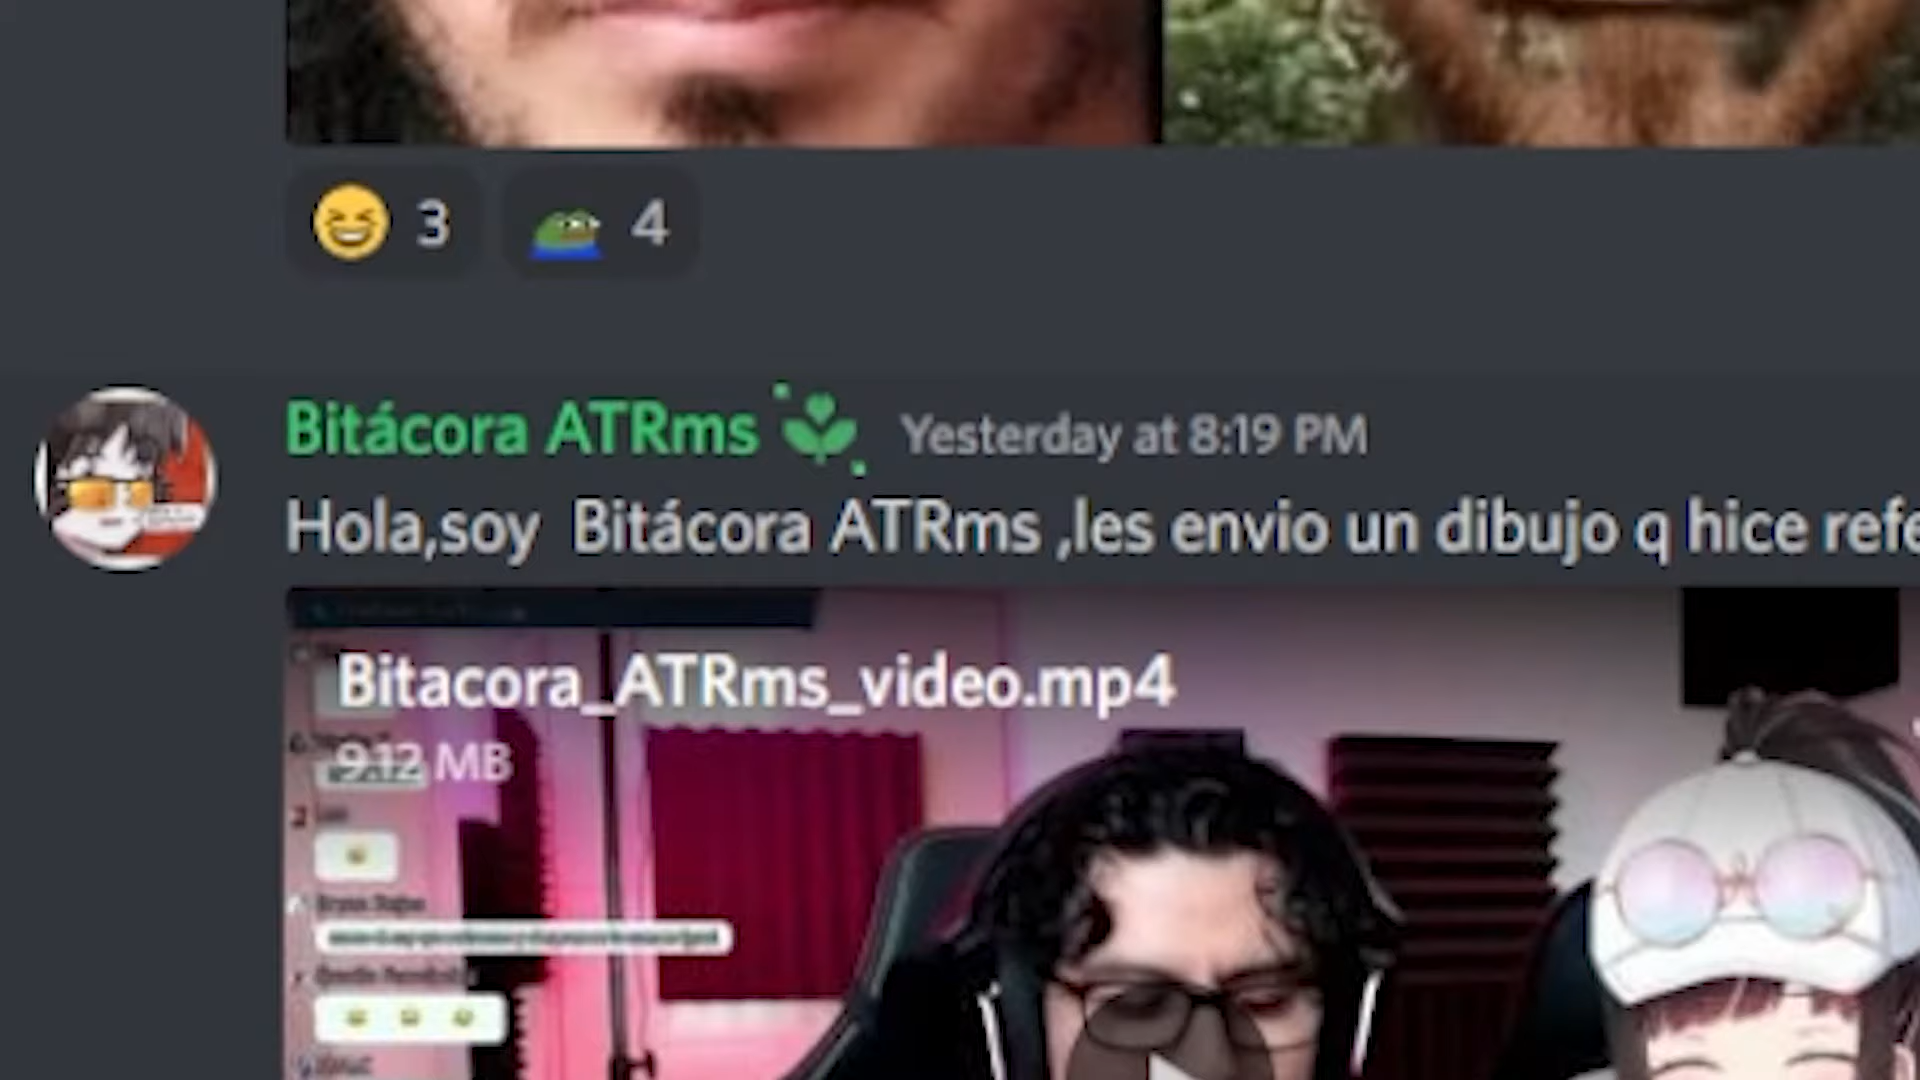 3 4
Bitácora ATRms Yesterday at 8:19 PM
Hola,soy Bitácora ATRms ,les envio un dibujo q hice refe
Bitacora_ATRms_video.mp4
9.12 MB